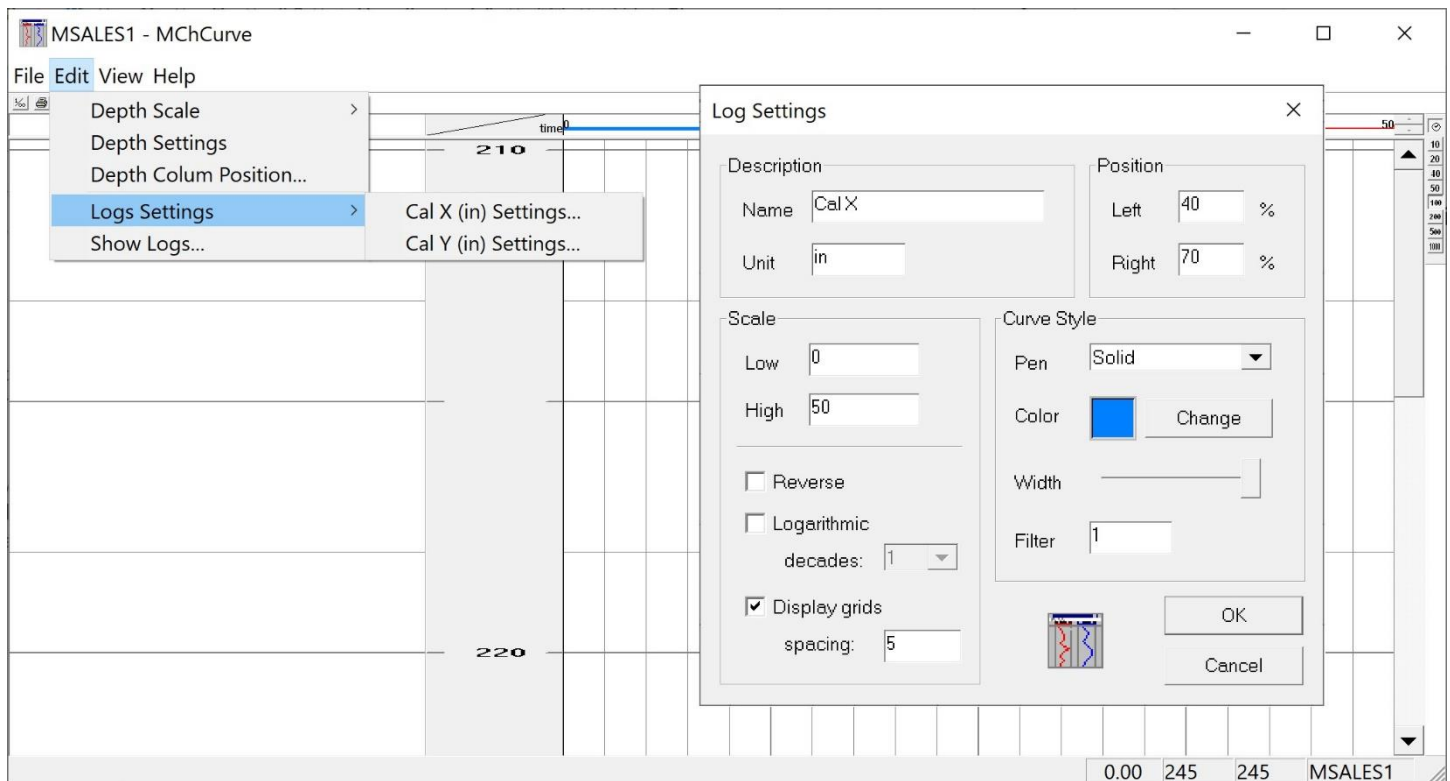 MSALES1 - MChCurve
File Edit View Help
Depth Scale
Depth Settings
Depth Colum Position...
Logs Settings
Show Logs...
Cal X (in) Settings...
Cal Y (in) Settings...
time
0
50
210
220
Log Settings
Description
Name Cal X
Unit in
Position
Left 40 %
Right 70 %
Scale
Low 0
High 50
Reverse
Logarithmic
decades: 1
Display grids
spacing: 5
Curve Style
Pen Solid
Color Change
Width
Filter 1
OK
Cancel
10
20
40
50
100
200
500
0.00 245 245 MSALES1